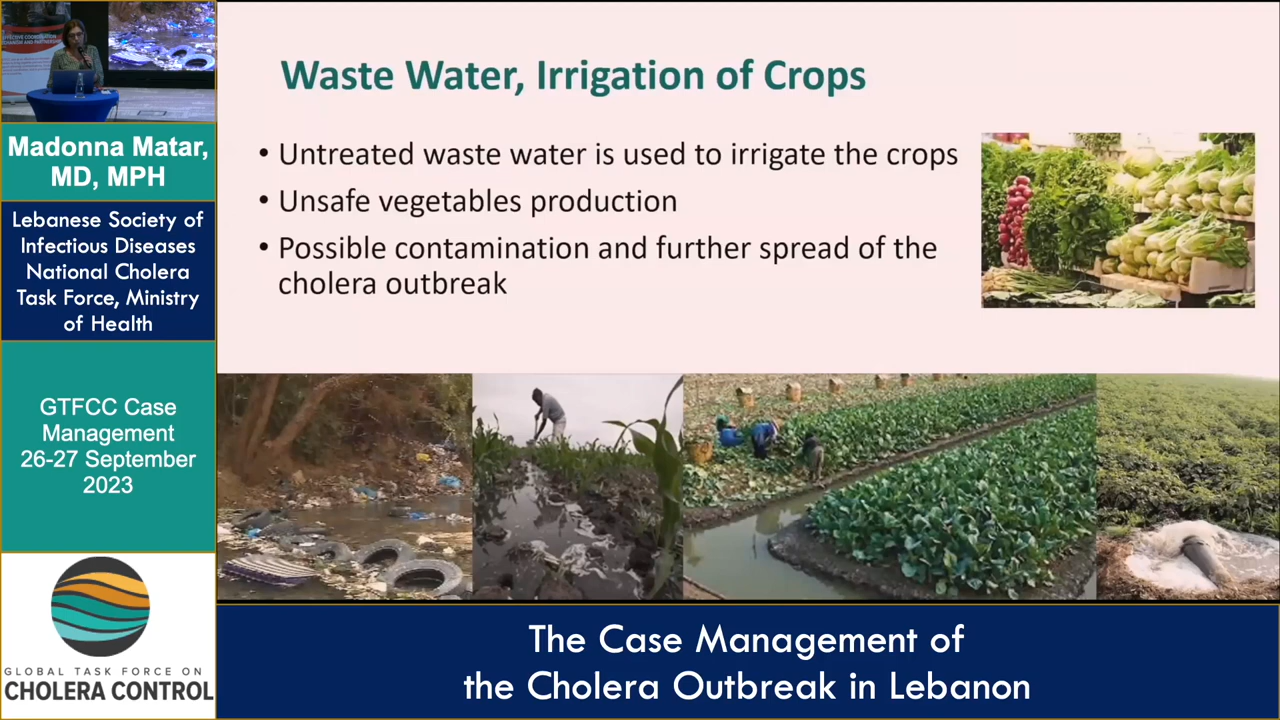 EFFECTIVE COORDINATION
Madonna Matar,
MD, MPH
Lebanese Society of
Infectious Diseases
National Cholera
Task Force, Ministry
of Health
GTFCC Case
Management
26-27 September
2023
GLOBAL TASK FORCE ON
CHOLERA CONTROL
Waste Water, Irrigation of Crops
• Untreated waste water is used to irrigate the crops
• Unsafe vegetables production
• Possible contamination and further spread of the
cholera outbreak
The Case Management of
the Cholera Outbreak in Lebanon